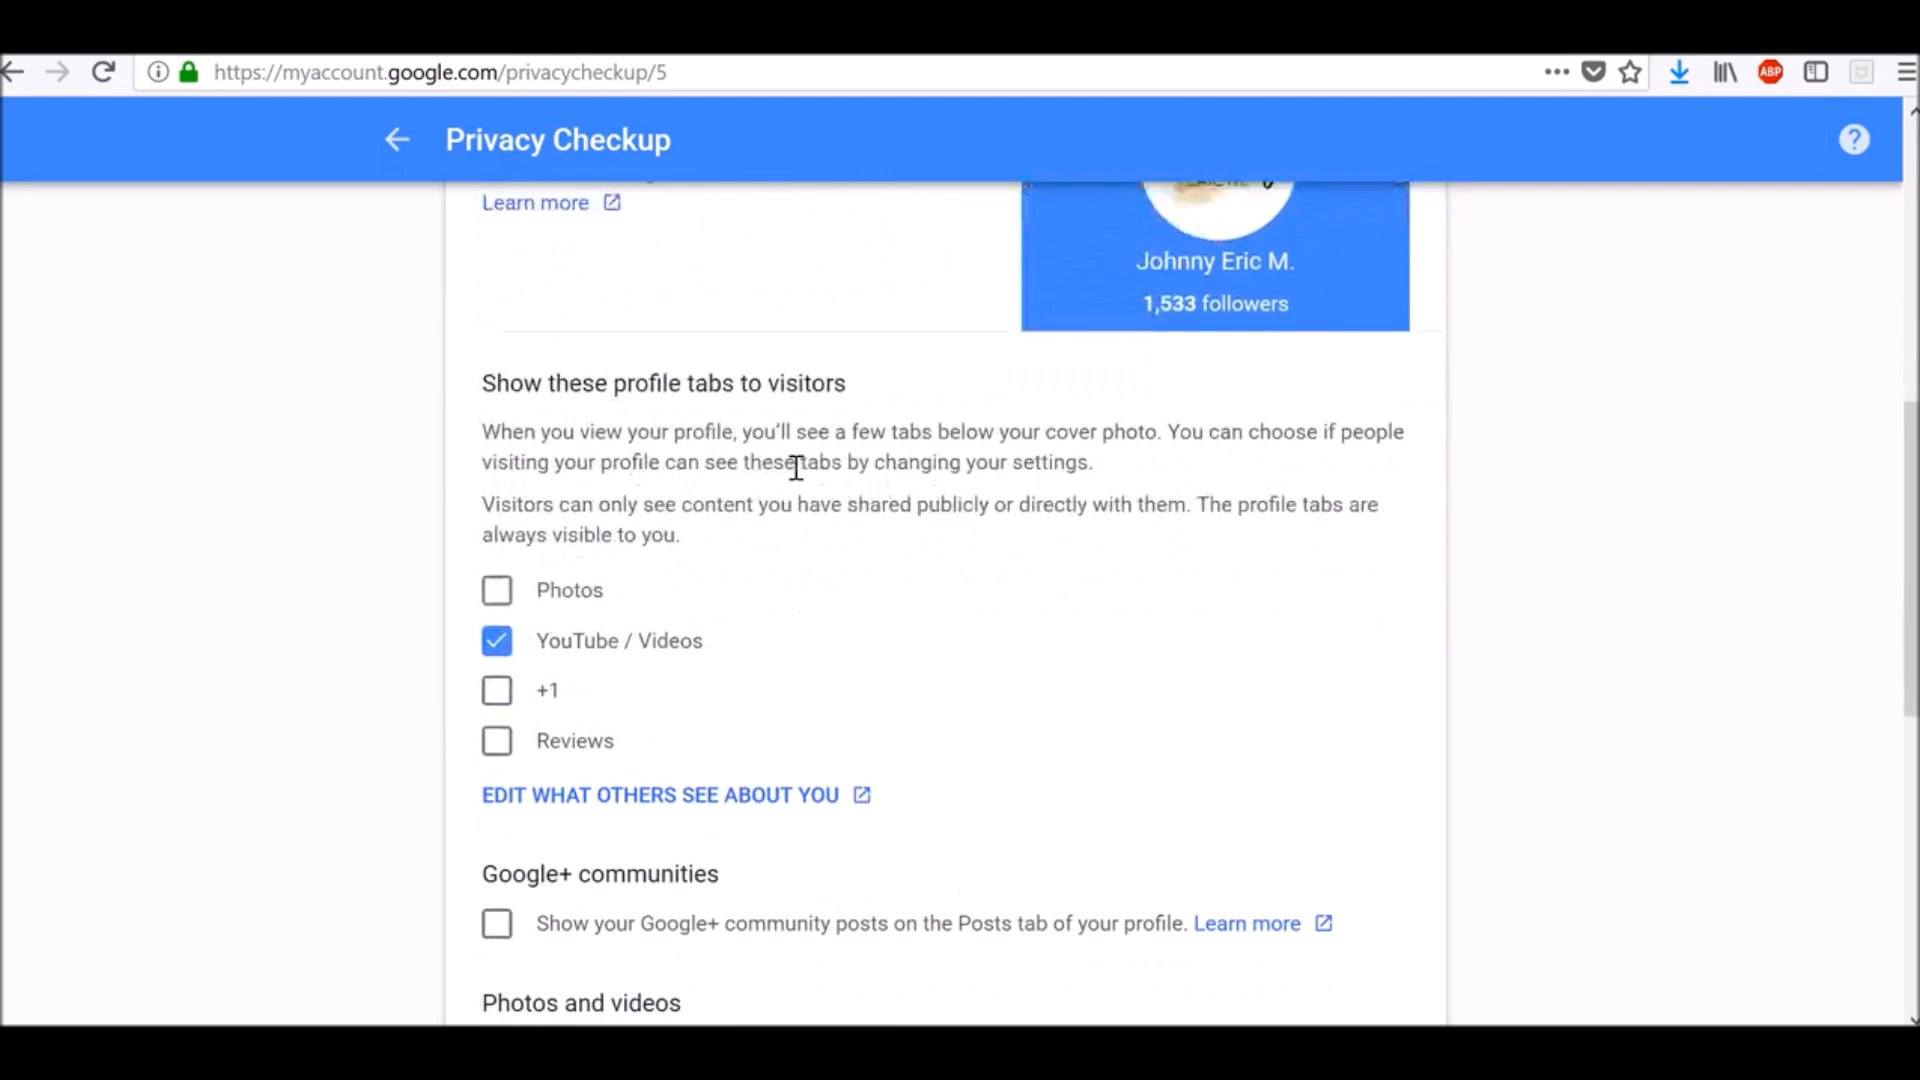 https://myaccount.google.com/privacycheckup/5
ABP
Privacy Checkup
?
Learn more
Johnny Eric M.
1,533 followers
Show these profile tabs to visitors
When you view your profile, you'll see a few tabs below your cover photo. You can choose if people
visiting your profile can see these tabs by changing your settings.
Visitors can only see content you have shared publicly or directly with them. The profile tabs are
always visible to you.
Photos
YouTube / Videos
+1
Reviews
EDIT WHAT OTHERS SEE ABOUT YOU
Google+ communities
Show your Google+ community posts on the Posts tab of your profile. Learn more
Photos and videos